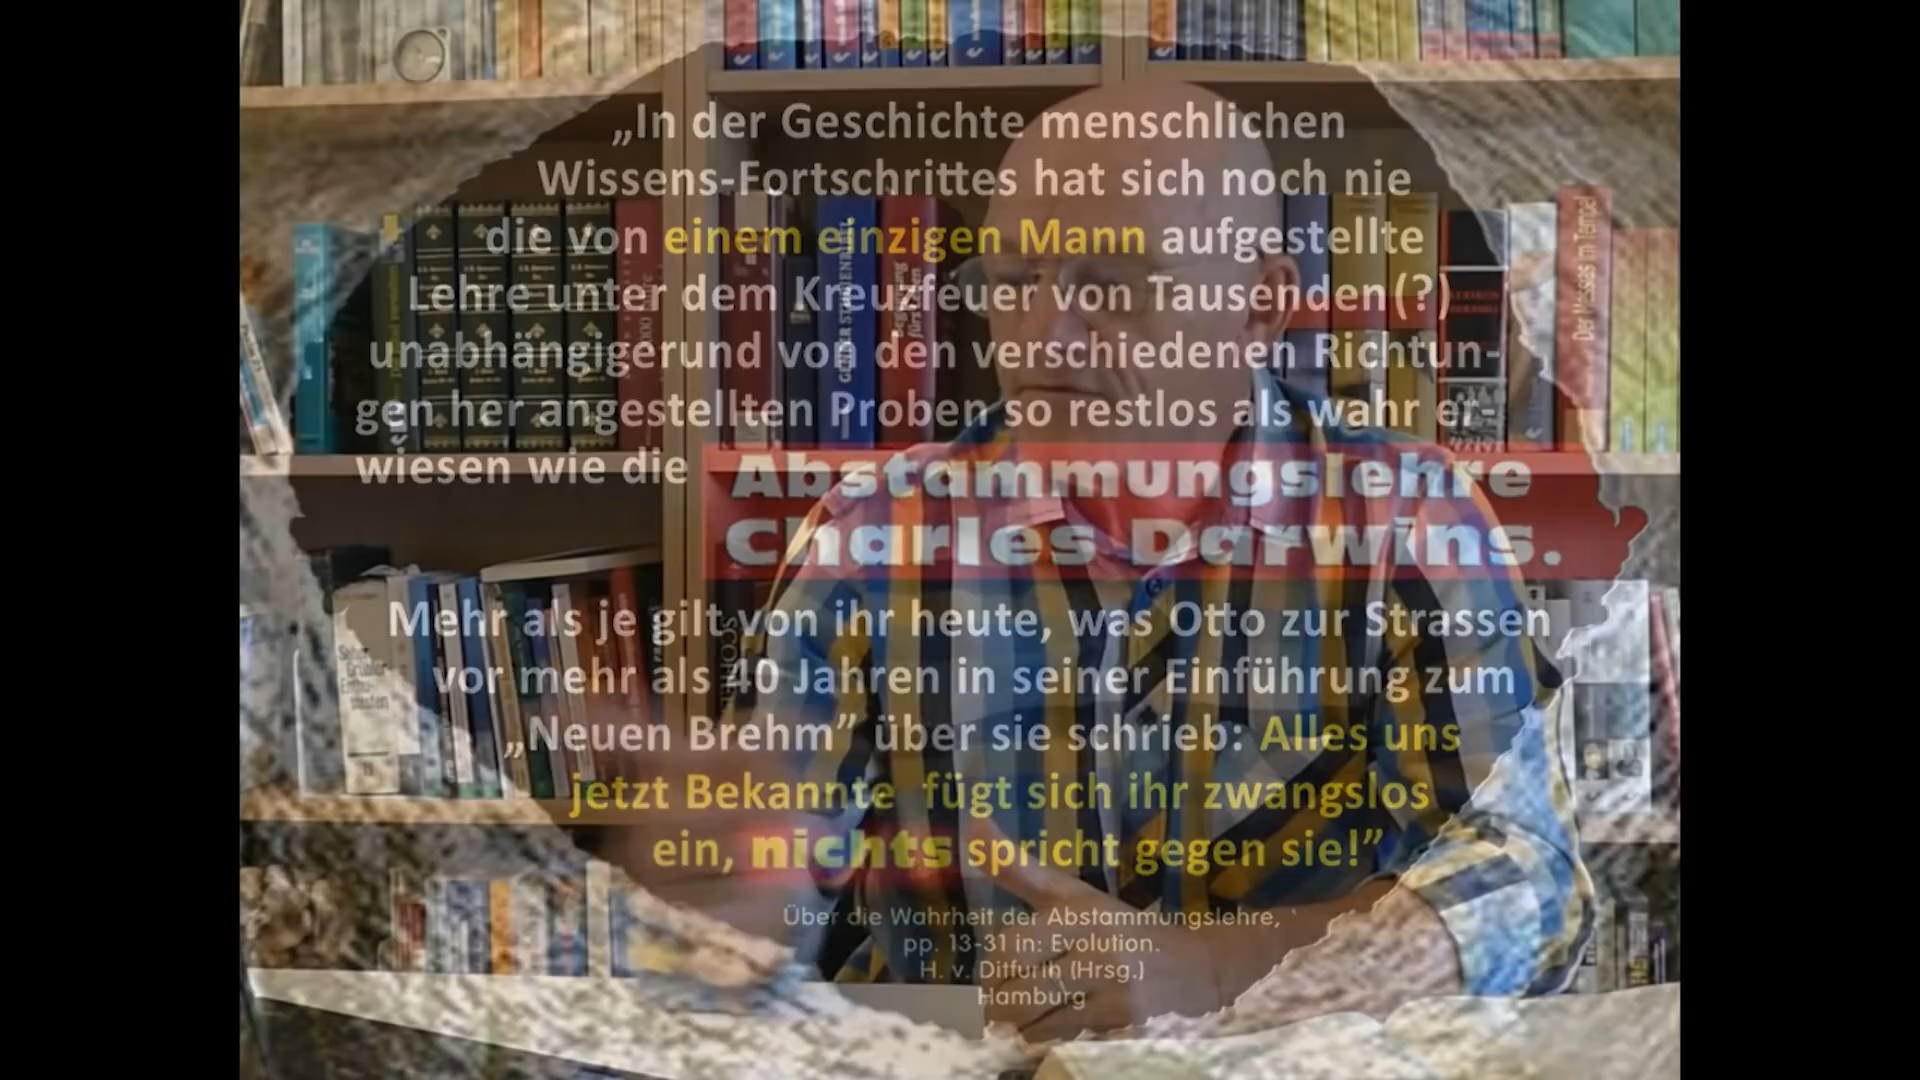 „In der Geschichte menschlichen
Wissens-Fortschrittes hat sich noch nie
die von einem einzigen Mann aufgestellte
Lehre unter dem Kreuzfeuer von Tausenden(?)
unabhängigerund von den verschiedenen Richtun-
gen her angestellten Proben so restlos als wahr er-
wiesen wie die Abstammungslehre
Charles Darwins.
Mehr als je gilt von ihr heute, was Otto zur Strassen
vor mehr als 40 Jahren in seiner Einführung zum
„Neuen Brehm” über sie schrieb: Alles uns
jetzt Bekannte fügt sich ihr zwangslos
ein, nichts spricht gegen sie!”
Über die Wahrheit der Abstammungslehre,
pp. 13-31 in: Evolution.
H. v. Ditfurth (Hrsg.)
Hamburg
Der Messias im Tempel